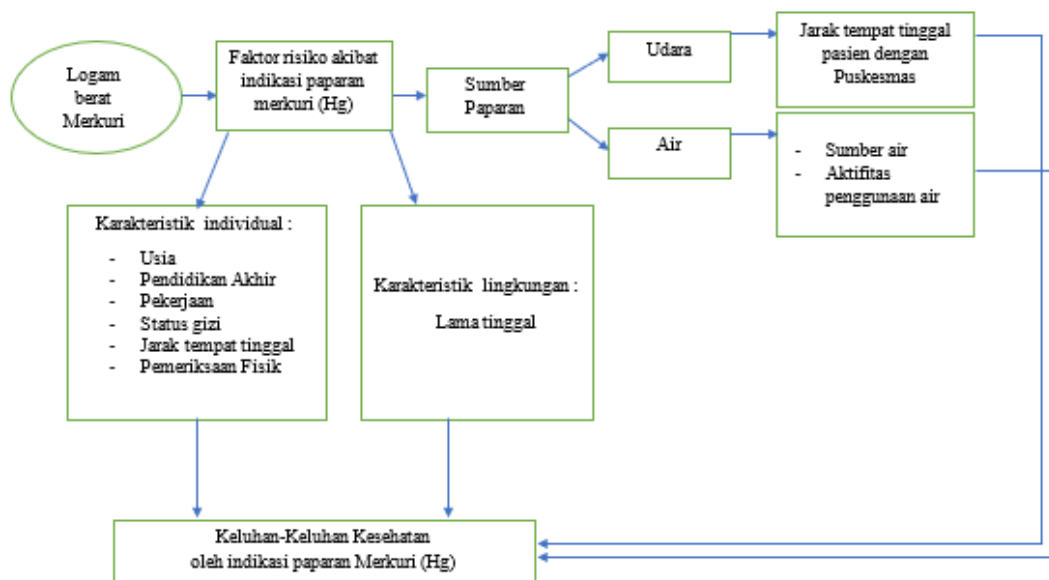 Logam
berat
Merkuri
Faktor risiko akibat
indikasi paparan
merkuri (Hg)
Sumber
Paparan
Udara
Air
Jarak tempat tinggal
pasien dengan
Puskesmas
- Sumber air
- Aktifitas
penggunaan air
Karakteristik individual :
- Usia
- Pendidikan Akhir
- Pekerjaan
- Status gizi
- Jarak tempat tinggal
- Pemeriksaan Fisik
Karakteristik lingkungan :
Lama tinggal
Keluhan-Keluhan Kesehatan
oleh indikasi paparan Merkuri (Hg)